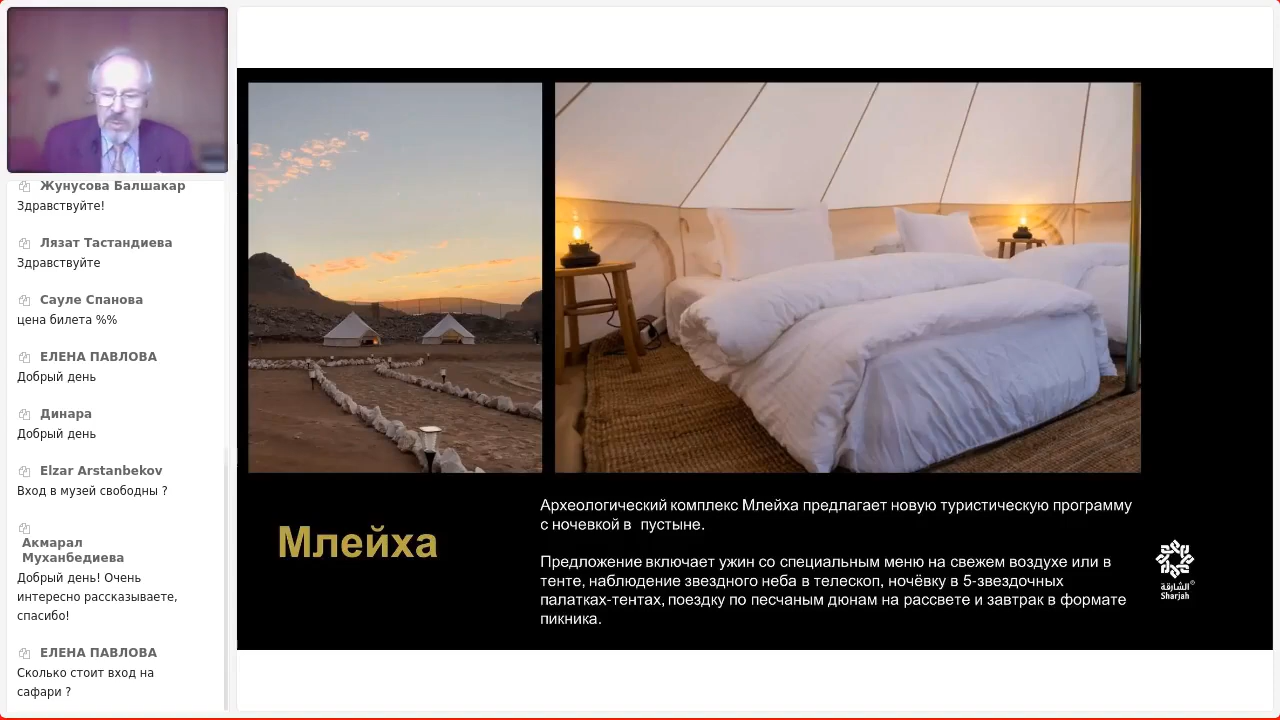 Жунусова Балшакар
Здравствуйте!
Лязат Тастандиева
Здравствуйте
Сауле Спанова
цена билета %%
ЕЛЕНА ПАВЛОВА
Добрый день
Динара
Добрый день
Elzar Arstanbekov
Вход в музей свободны ?
Акмарал
Муханбедиева
Добрый день! Очень
интересно рассказываете,
спасибо!
ЕЛЕНА ПАВЛОВА
Сколько стоит вход на
сафари ?
Млейха
Археологический комплекс Млейха предлагает новую туристическую программу
с ночевкой в пустыне.
Предложение включает ужин со специальным меню на свежем воздухе или в
тенте, наблюдение звездного неба в телескоп, ночёвку в 5-звездочных
палатках-тентах, поездку по песчаным дюнам на рассвете и завтрак в формате
пикника.
الشارقة
Sharjah